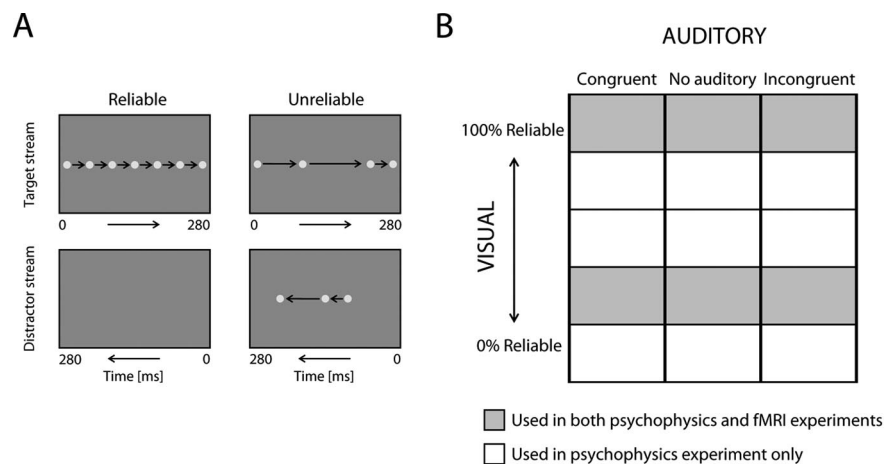 A
Reliable
Unreliable
Target stream
0
280
0
280
Distractor stream
280
0
280
0
Time [ms]
Time [ms]
B
AUDITORY
Congruent
No auditory
Incongruent
100% Reliable
VISUAL
0% Reliable
Used in both psychophysics and fMRI experiments
Used in psychophysics experiment only